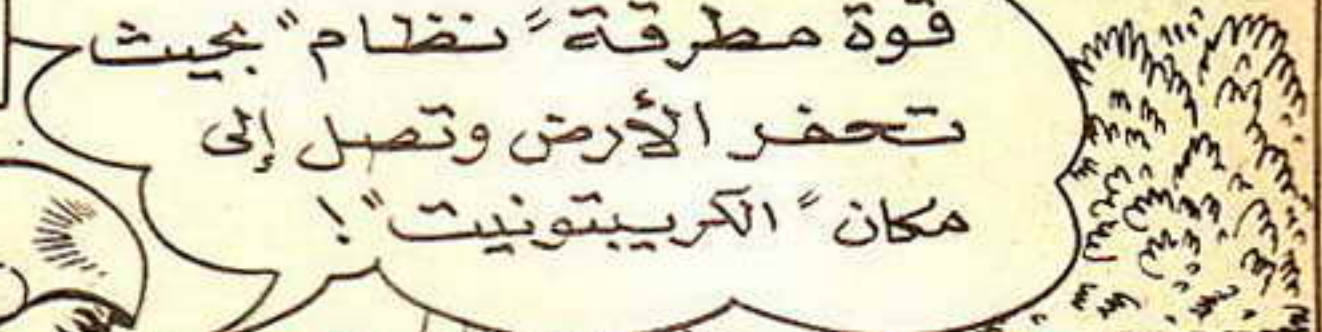 قوة مطرقة "نظام" بحيث
تحفر الأرض وتصل إلى
مكان "الكريبتونيت"!